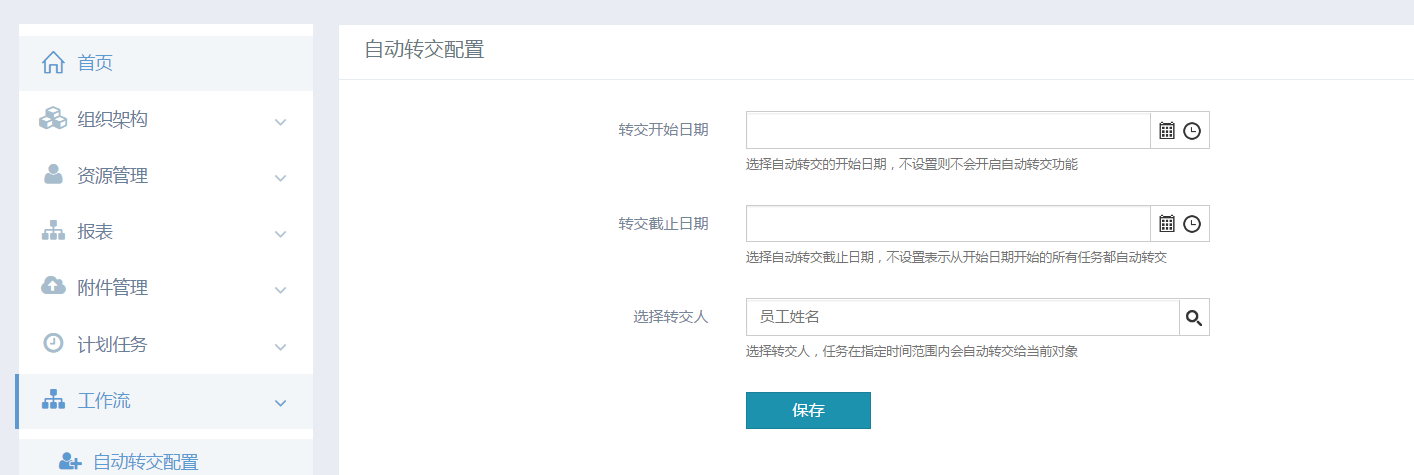 首页
组织架构
资源管理
报表
附件管理
计划任务
工作流
自动转交配置
自动转交配置
转交开始日期
选择自动转交的开始日期，不设置则不会开启自动转交功能
转交截止日期
选择自动转交截止日期，不设置表示从开始日期开始的所有任务都自动转交
选择转交人
员工姓名
选择转交人，任务在指定时间范围内会自动转交给当前对象
保存